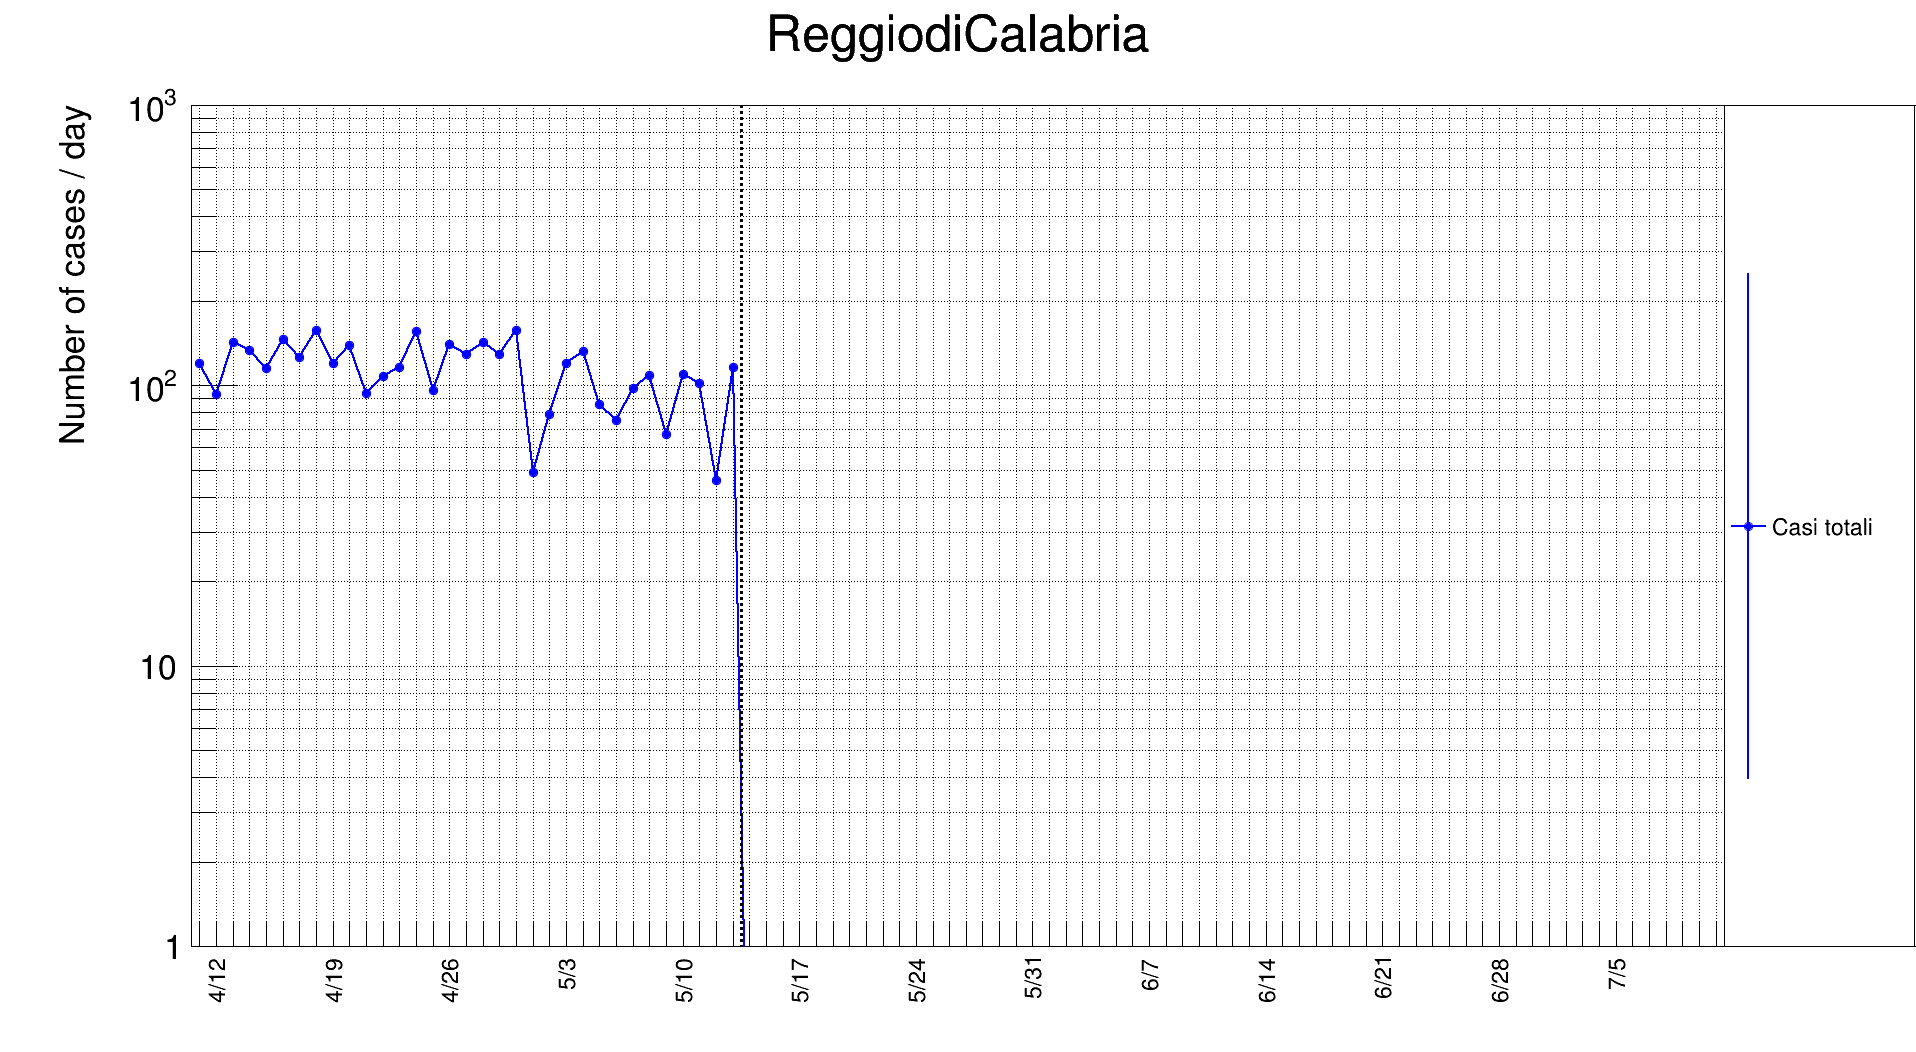 ReggiodiCalabria
Number of cases / day
10³
10²
10
1
4/12 4/19 4/26 5/3 5/10 5/17 5/24 5/31 6/7 6/14 6/21 6/28 7/5
Casi totali